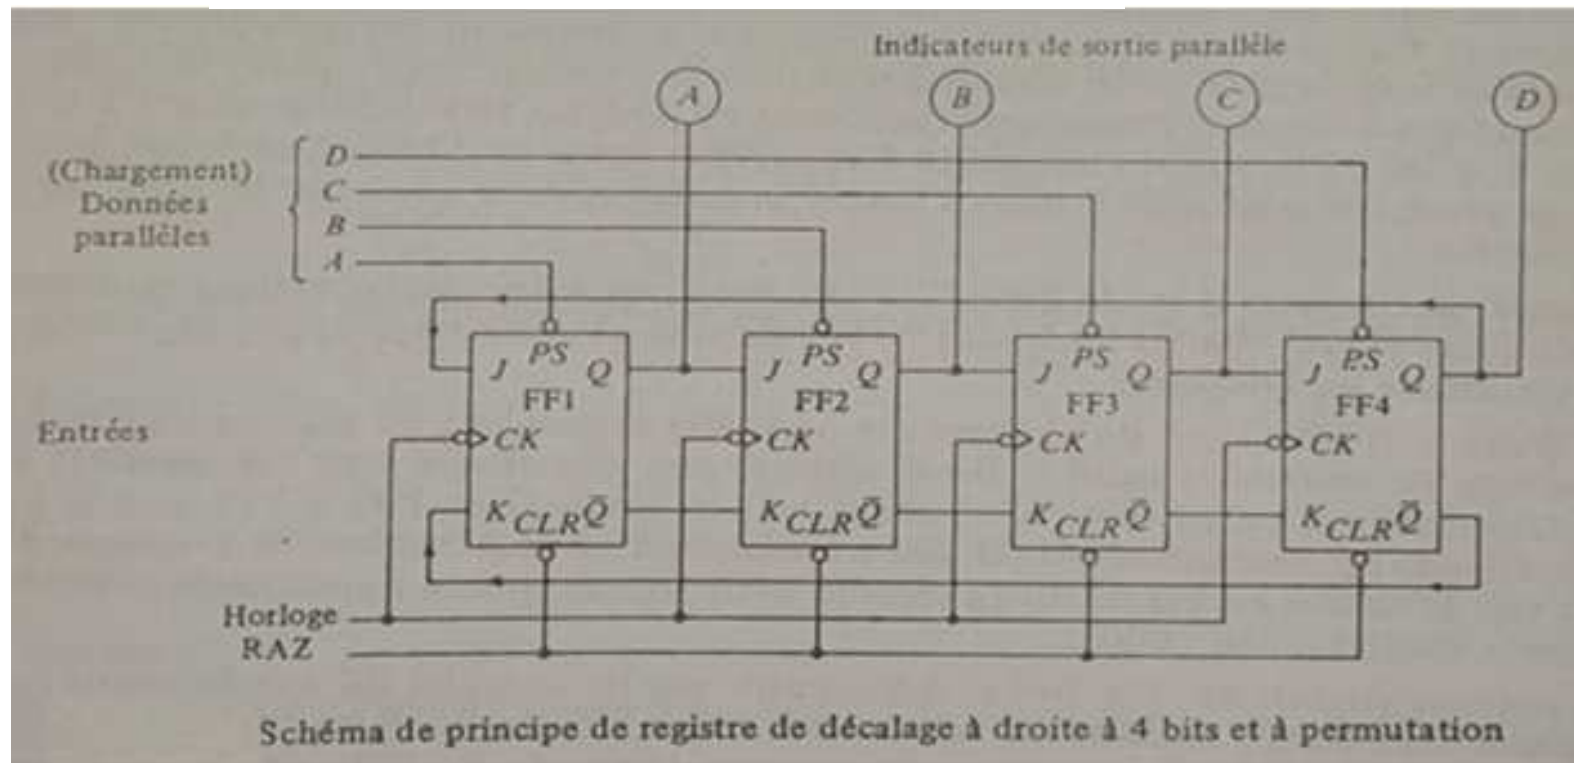 Indicateurs de sortie parallèle
A B C D
(Chargement)
Données
parallèles
D
C
B
A
J PS Q J PS Q J PS Q J PS Q
FF1 FF2 FF3 FF4
Entrées
CK CK CK CK
K CLR Q̄ K CLR Q̄ K CLR Q̄ K CLR Q̄
Horloge
RAZ
Schéma de principe de registre de décalage à droite à 4 bits et à permutation